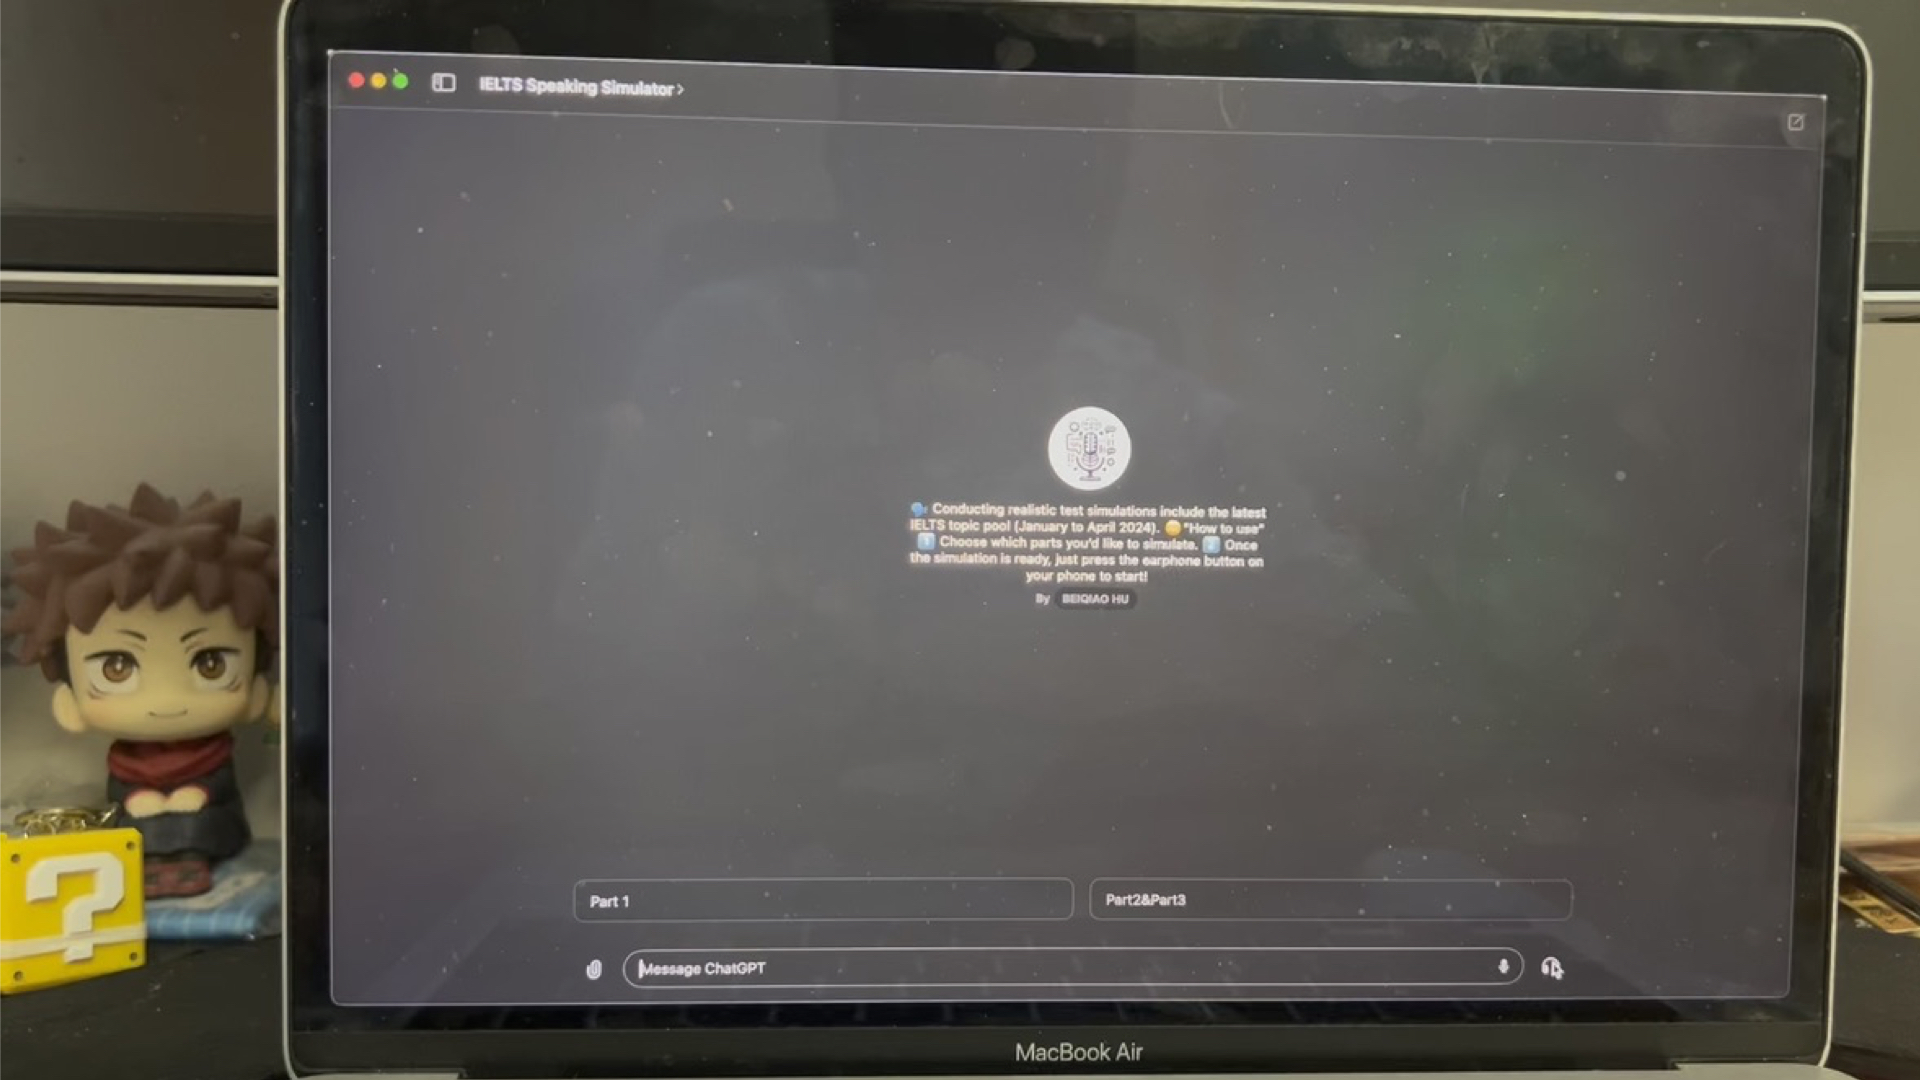 IELTS Speaking Simulator >
🗣️ Conducting realistic test simulations include the latest
IELTS topic pool (January to April 2024). 🟡 "How to use"
1️⃣ Choose which parts you'd like to simulate. 2️⃣ Once
the simulation is ready, just press the earphone button on
your phone to start!
By BEIQIAO HU
Part 1
Part2&Part3
Message ChatGPT
MacBook Air
?